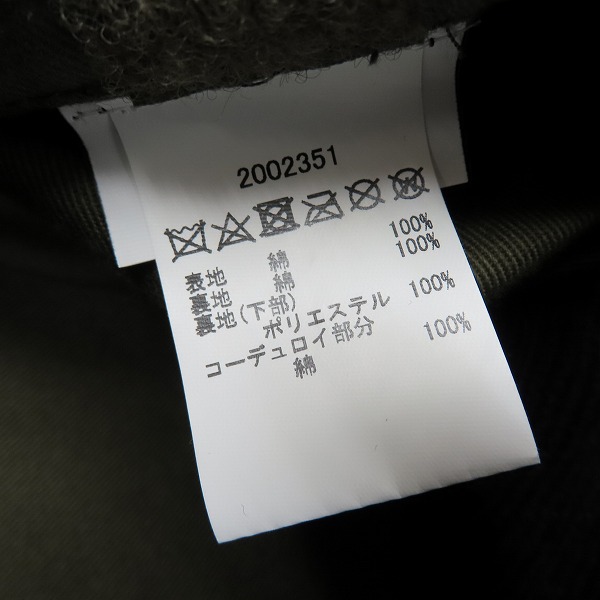 2002351
表地 綿 100%
裏地 綿 100%
裏地(下部)
ポリエステル 100%
コーデュロイ部分
綿 100%